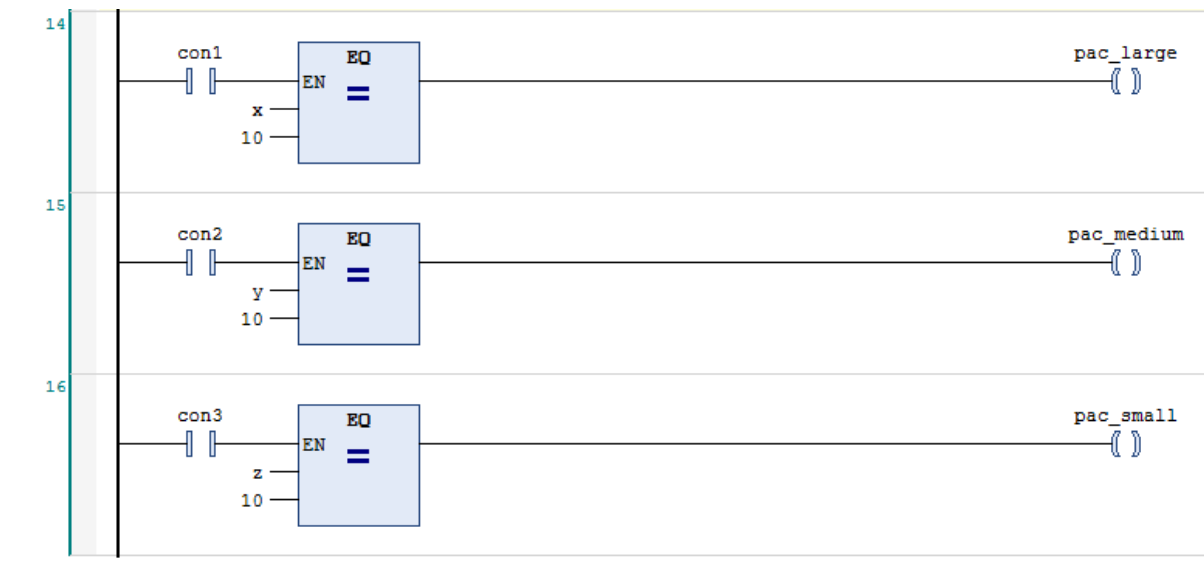 14
con1
EQ
pac_large
EN
=
x
10
15
con2
EQ
pac_medium
EN
=
y
10
16
con3
EQ
pac_small
EN
=
z
10